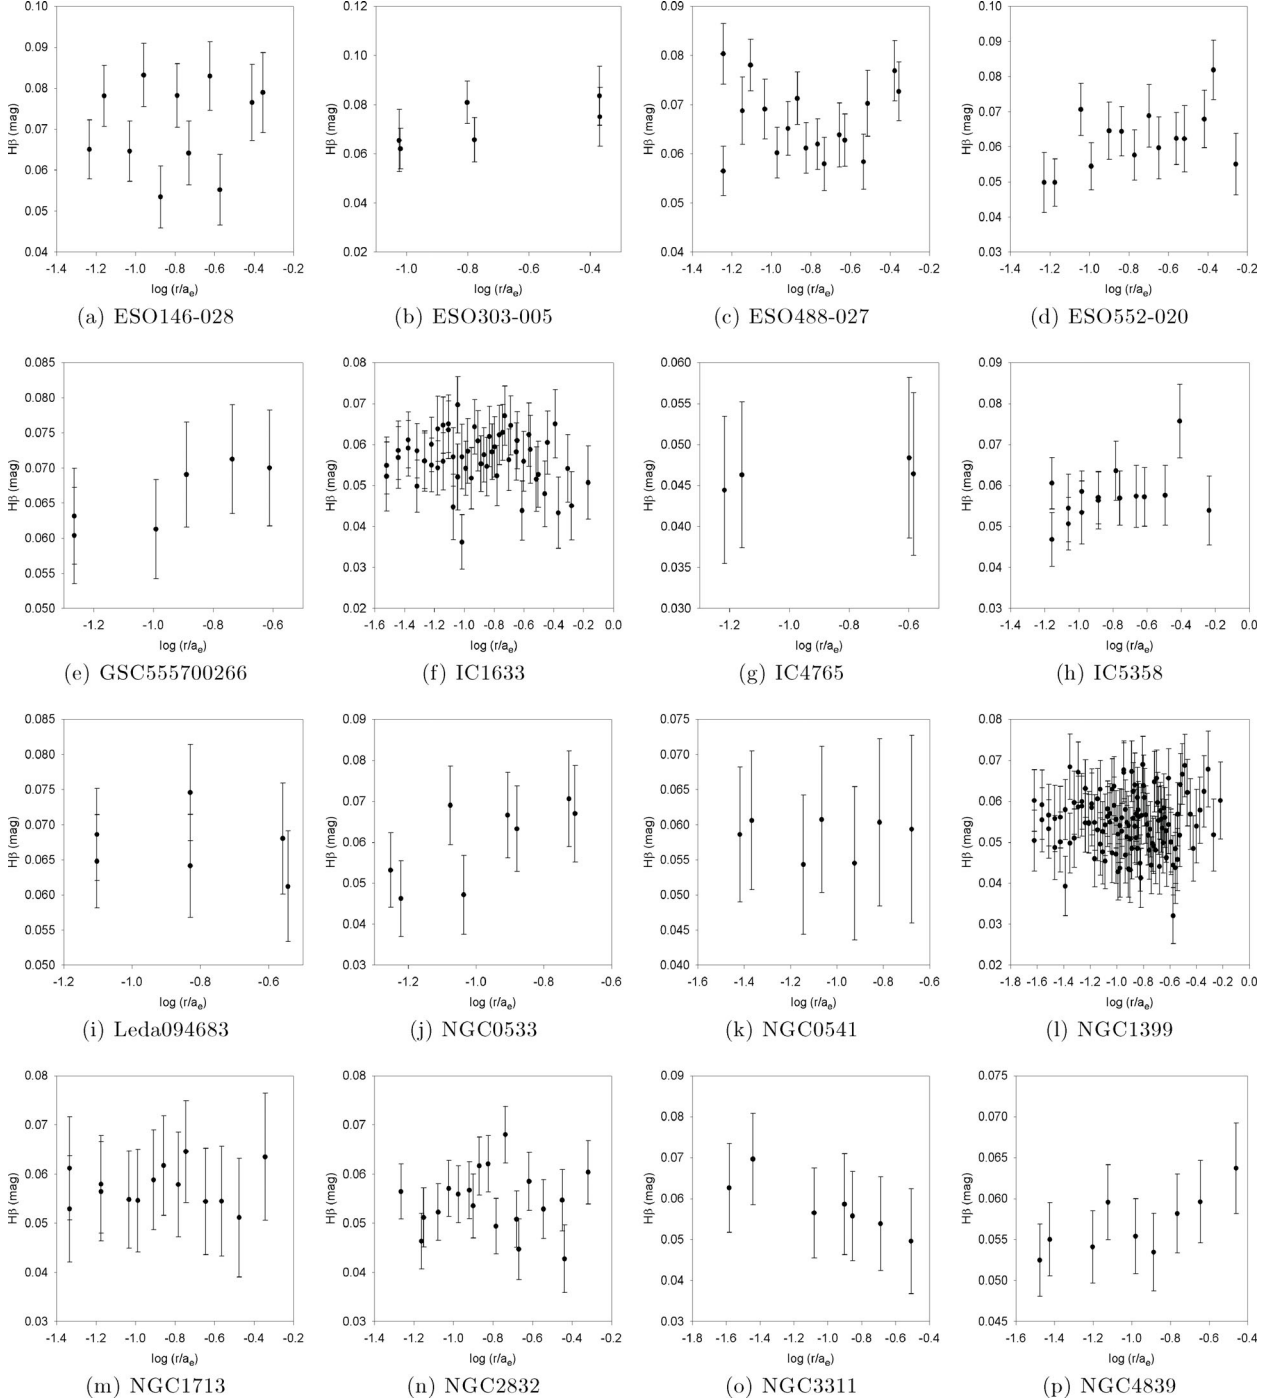 0.10 0.12 0.09 0.10
0.09 0.10 0.08 0.09
0.08 0.08 0.07 0.08
0.07 0.06 0.06 0.07
0.06 0.04 0.05 0.06
0.05 0.02 0.04 0.05
0.04 0.04
0.03
Hβ (mag) Hβ (mag) Hβ (mag) Hβ (mag)
-1.4 -1.2 -1.0 -0.8 -0.6 -0.4 -0.2 -1.0 -0.8 -0.6 -0.4 -1.4 -1.2 -1.0 -0.8 -0.6 -0.4 -0.2 -1.4 -1.2 -1.0 -0.8 -0.6 -0.4 -0.2
log (r/ae) log (r/ae) log (r/ae) log (r/ae)
(a) ESO146-028 (b) ESO303-005 (c) ESO488-027 (d) ESO552-020
0.085 0.08 0.060 0.09
0.080 0.07 0.055 0.08
0.075 0.06 0.050 0.07
0.070 0.05 0.045 0.06
0.065 0.04 0.040 0.05
0.060 0.03 0.035 0.04
0.055 0.02 0.030 0.03
0.050
Hβ (mag) Hβ (mag) Hβ (mag) Hβ (mag)
-1.2 -1.0 -0.8 -0.6 -1.6 -1.4 -1.2 -1.0 -0.8 -0.6 -0.4 -0.2 0.0 -1.2 -1.0 -0.8 -0.6 -1.4 -1.2 -1.0 -0.8 -0.6 -0.4 -0.2 0.0
log (r/ae) log (r/ae) log (r/ae) log (r/ae)
(e) GSC555700266 (f) IC1633 (g) IC4765 (h) IC5358
0.085 0.09 0.075 0.08
0.080 0.08 0.070 0.07
0.075 0.07 0.065 0.06
0.070 0.06 0.060 0.05
0.065 0.05 0.055 0.04
0.060 0.04 0.050 0.03
0.055 0.03 0.045 0.02
0.050 0.040
Hβ (mag) Hβ (mag) Hβ (mag) Hβ (mag)
-1.2 -1.0 -0.8 -0.6 -1.2 -1.0 -0.8 -0.6 -1.6 -1.4 -1.2 -1.0 -0.8 -0.6 -1.8 -1.6 -1.4 -1.2 -1.0 -0.8 -0.6 -0.4 -0.2 0.0
log (r/ae) log (r/ae) log (r/ae) log (r/ae)
(i) Leda094683 (j) NGC0533 (k) NGC0541 (l) NGC1399
0.08 0.08 0.09 0.075
0.07 0.07 0.08 0.070
0.06 0.06 0.07 0.065
0.05 0.05 0.06 0.060
0.04 0.04 0.05 0.055
0.03 0.03 0.04 0.050
0.03 0.045
Hβ (mag) Hβ (mag) Hβ (mag) Hβ (mag)
-1.4 -1.2 -1.0 -0.8 -0.6 -0.4 -0.2 -1.4 -1.2 -1.0 -0.8 -0.6 -0.4 -0.2 -1.8 -1.6 -1.4 -1.2 -1.0 -0.8 -0.6 -0.4 -1.6 -1.4 -1.2 -1.0 -0.8 -0.6 -0.4
log (r/ae) log (r/ae) log (r/ae) log (r/ae)
(m) NGC1713 (n) NGC2832 (o) NGC3311 (p) NGC4839